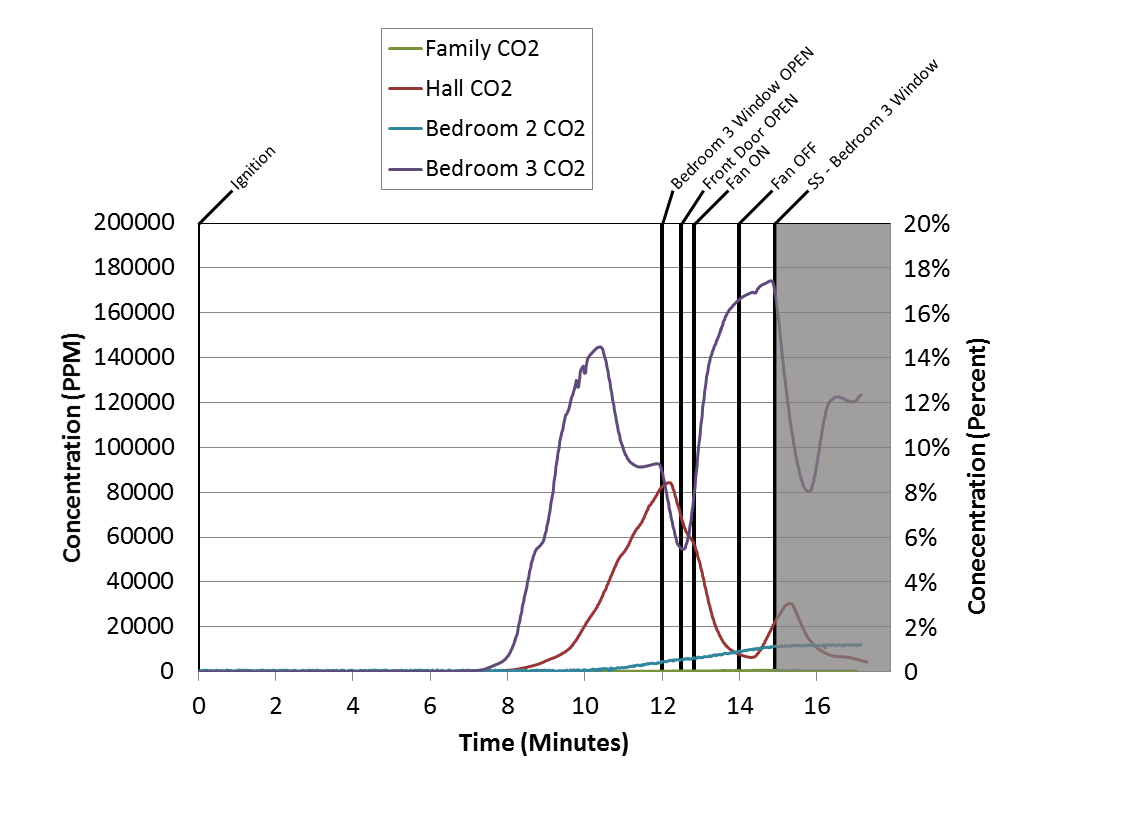 Family CO2
Hall CO2
Bedroom 2 CO2
Bedroom 3 CO2
Ignition
Bedroom 3 Window OPEN
Front Door OPEN
Fan ON
Fan OFF
SS - Bedroom 3 Window
200000
180000
160000
140000
120000
100000
80000
60000
40000
20000
0
Concentration (PPM)
20%
18%
16%
14%
12%
10%
8%
6%
4%
2%
0
Conecentration (Percent)
0 2 4 6 8 10 12 14 16
Time (Minutes)